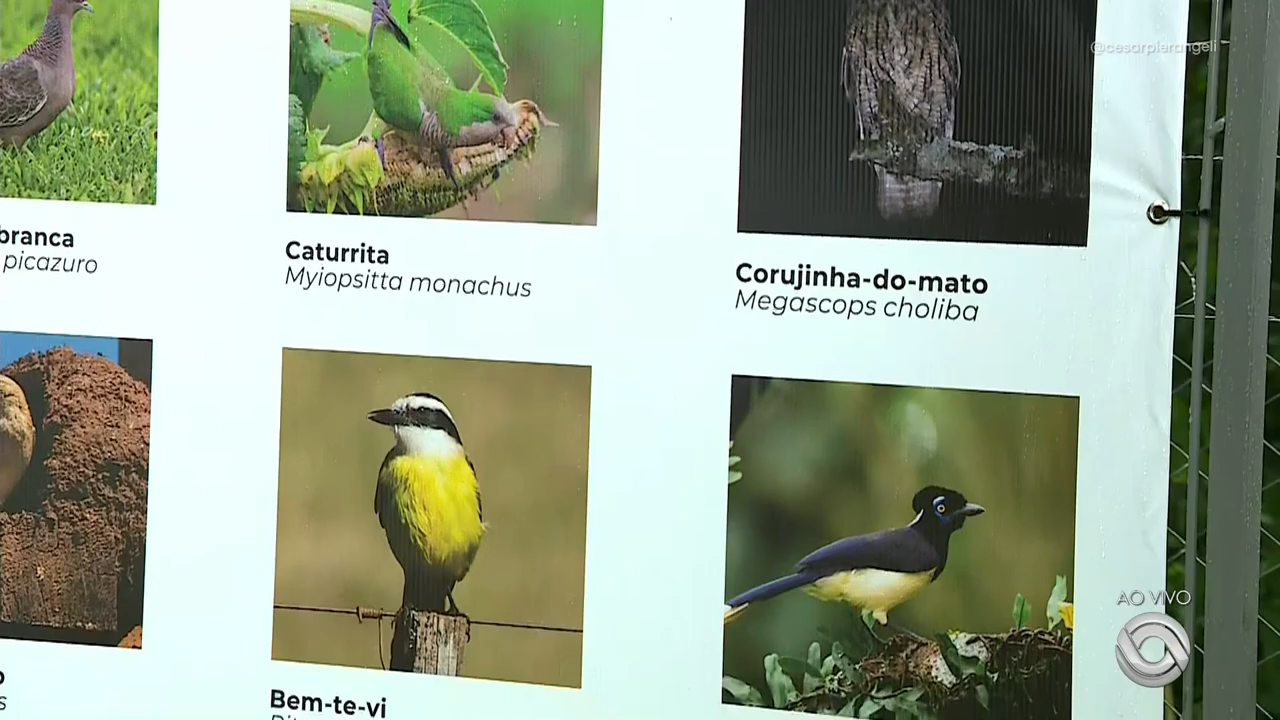 @cesarpierangeli
branca
picazuro
Caturrita
Myiopsitta monachus
Corujinha-do-mato
Megascops choliba
Bem-te-vi
AO VIVO